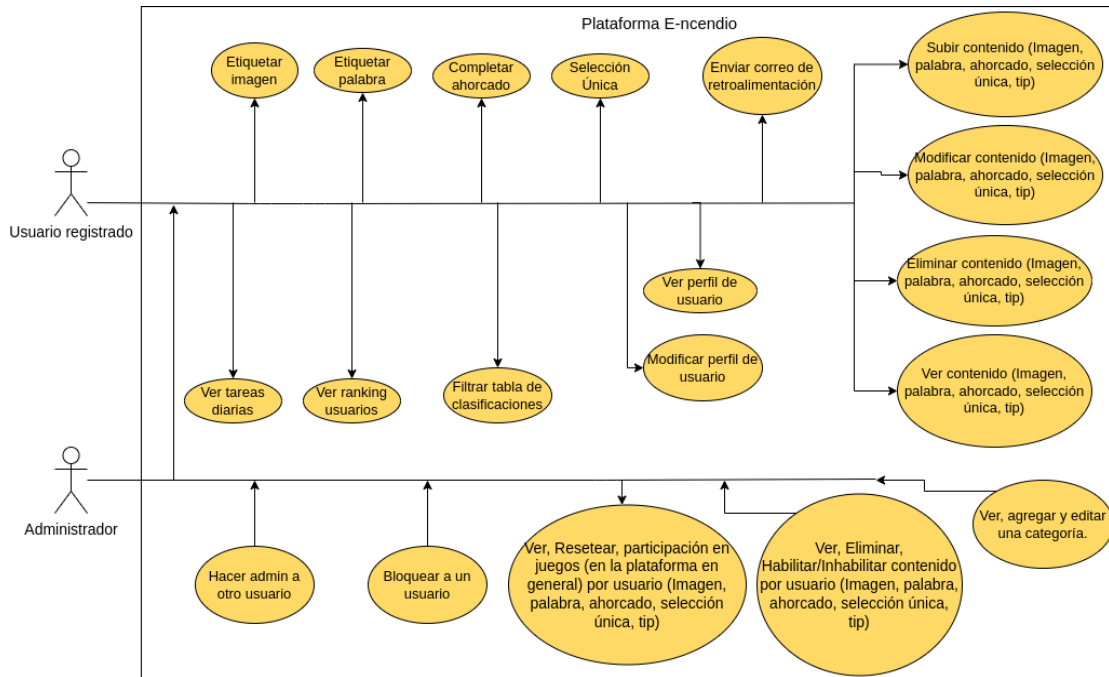 Plataforma E-ncendio
Etiquetar
imagen
Etiquetar
palabra
Completar
ahorcado
Selección
Única
Enviar correo de
retroalimentación
Subir contenido (Imagen,
palabra, ahorcado, selección
única, tip)
Modificar contenido (Imagen,
palabra, ahorcado, selección
única, tip)
Usuario registrado
Eliminar contenido (Imagen,
palabra, ahorcado, selección
única, tip)
Ver perfil de
usuario
Modificar perfil de
usuario
Ver contenido (Imagen,
palabra, ahorcado, selección
única, tip)
Ver tareas
diarias
Ver ranking
usuarios
Filtrar tabla de
clasificaciones
Administrador
Ver, agregar y editar
una categoría.
Hacer admin a
otro usuario
Bloquear a un
usuario
Ver, Resetear, participación en
juegos (en la plataforma en
general) por usuario (Imagen,
palabra, ahorcado, selección
única, tip)
Ver, Eliminar,
Habilitar/Inhabilitar contenido
por usuario (Imagen, palabra,
ahorcado, selección única,
tip)